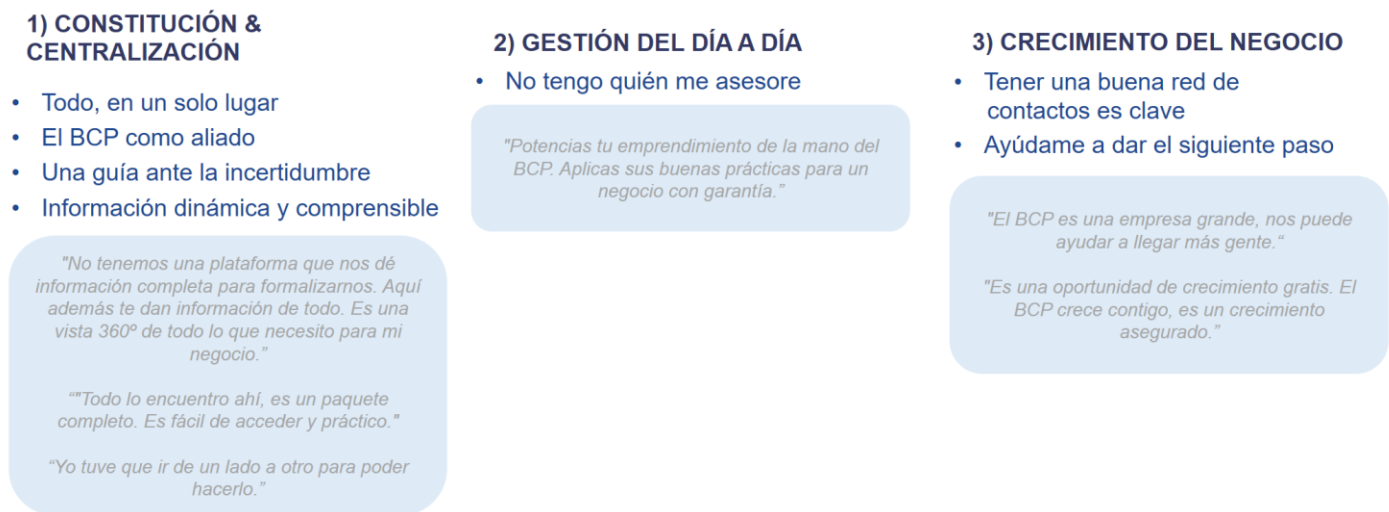 1) CONSTITUCIÓN &
CENTRALIZACIÓN
• Todo, en un solo lugar
• El BCP como aliado
• Una guía ante la incertidumbre
• Información dinámica y comprensible
"No tenemos una plataforma que nos dé
información completa para formalizarnos. Aquí
además te dan información de todo. Es una
vista 360º de todo lo que necesito para mi
negocio.”
“"Todo lo encuentro ahí, es un paquete
completo. Es fácil de acceder y práctico."
“Yo tuve que ir de un lado a otro para poder
hacerlo.”
2) GESTIÓN DEL DÍA A DÍA
• No tengo quién me asesore
"Potencias tu emprendimiento de la mano del
BCP. Aplicas sus buenas prácticas para un
negocio con garantía.”
3) CRECIMIENTO DEL NEGOCIO
• Tener una buena red de
contactos es clave
• Ayúdame a dar el siguiente paso
"El BCP es una empresa grande, nos puede
ayudar a llegar más gente.“
"Es una oportunidad de crecimiento gratis. El
BCP crece contigo, es un crecimiento
asegurado.”